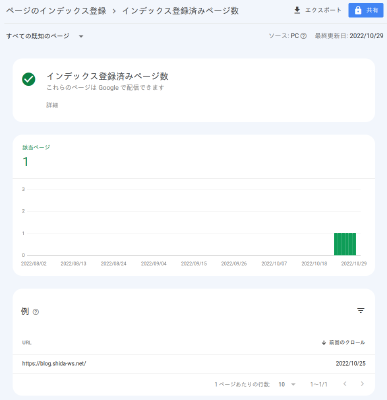 ページのインデックス登録 › インデックス登録済みページ数
エクスポート
共有
すべての既知のページ
ソース: PC
最終更新日: 2022/10/29
インデックス登録済みページ数
これらのページは Google で配信できます
詳細
該当ページ
1
3
2
1
0
2022/08/02 2022/08/13 2022/08/24 2022/09/04 2022/09/15 2022/09/26 2022/10/07 2022/10/18 2022/10/29
例
URL
前回のクロール
https://blog.shida-ws.net/
2022/10/25
1 ページあたりの行数: 10
1～1/1